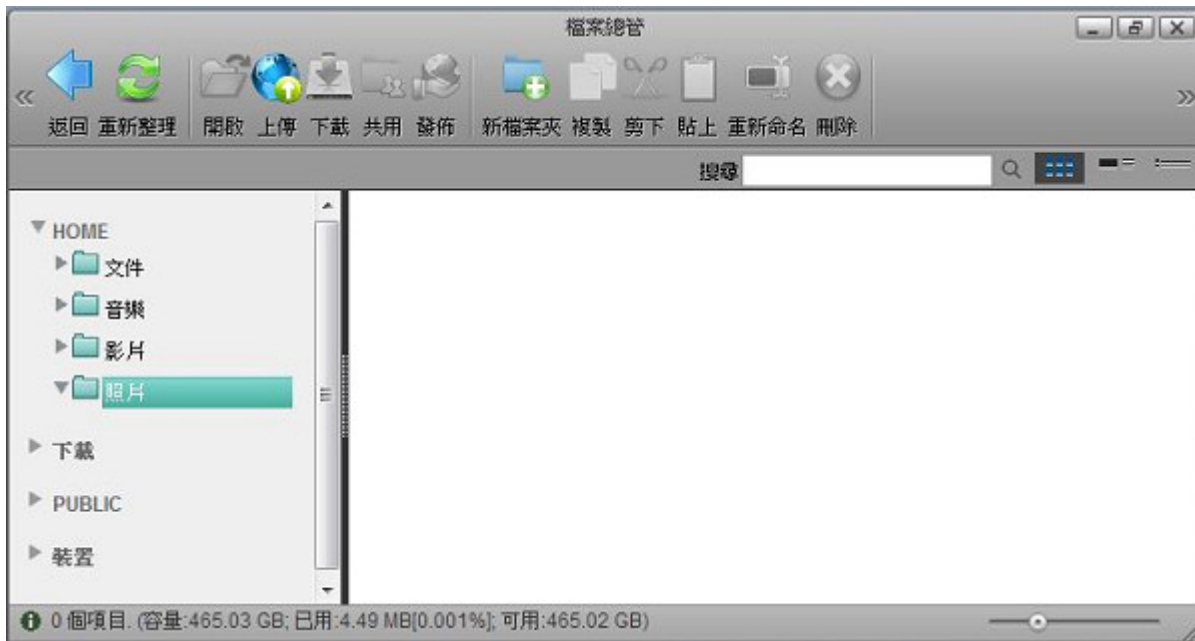 檔案總管
返回 重新整理 開啟 上傳 下載 共用 發佈 新檔案夾 複製 剪下 貼上 重新命名 刪除
搜尋
HOME
文件
音樂
影片
照片
下載
PUBLIC
裝置
0 個項目. (容量:465.03 GB; 已用:4.49 MB[0.001%]; 可用:465.02 GB)